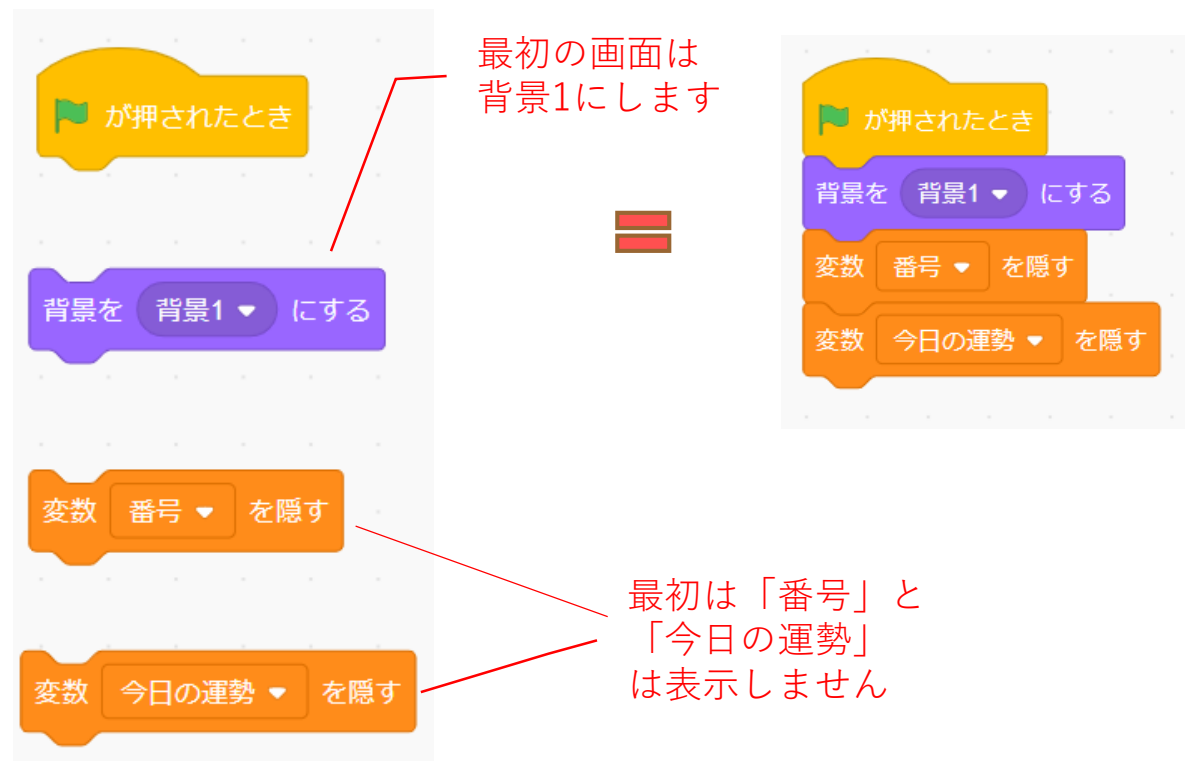 が押されたとき
背景を 背景1 にする
変数 番号 を隠す
変数 今日の運勢 を隠す
最初の画面は
背景1にします
最初は「番号」と
「今日の運勢」
は表示しません
が押されたとき
背景を 背景1 にする
変数 番号 を隠す
変数 今日の運勢 を隠す